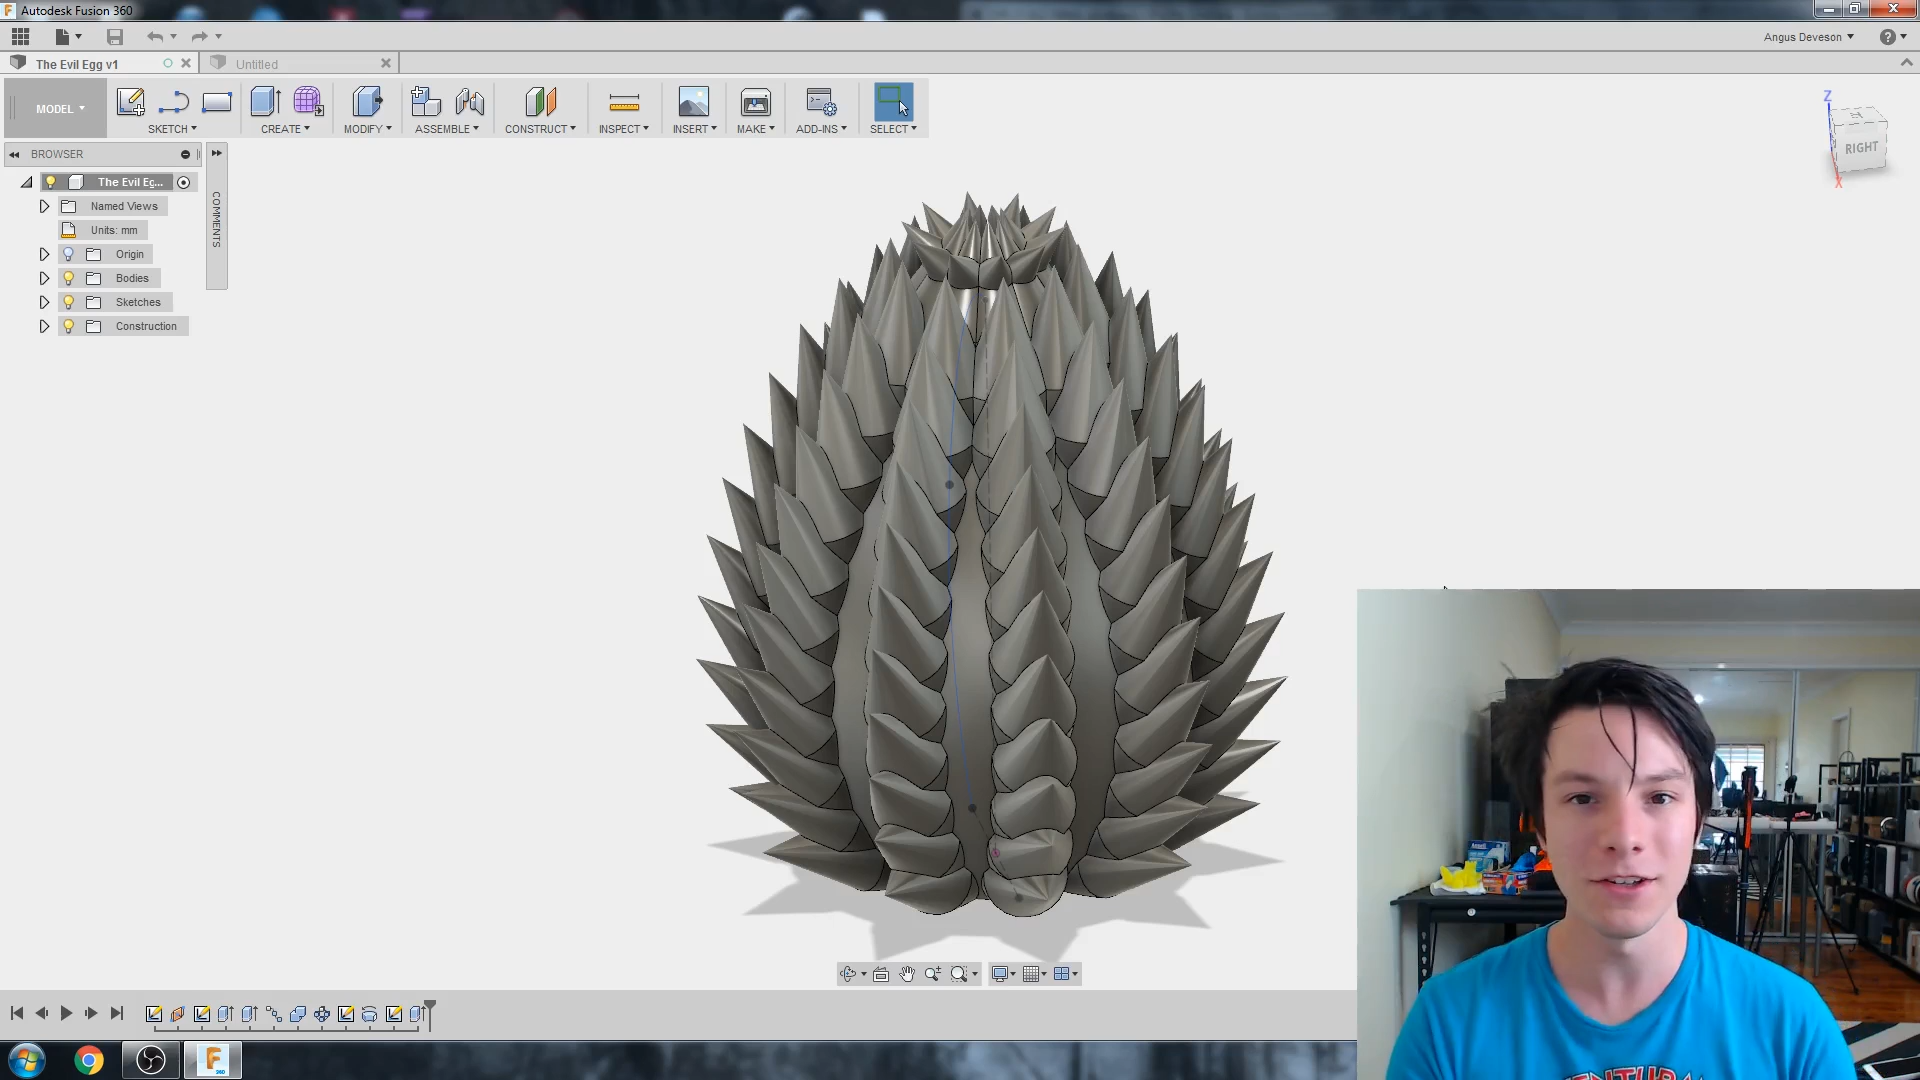 Autodesk Fusion 360
Angus Deveson
The Evil Egg v1
Untitled
MODEL
SKETCH
CREATE
MODIFY
ASSEMBLE
CONSTRUCT
INSPECT
INSERT
MAKE
ADD-INS
SELECT
Z
RIGHT
X
BROWSER
COMMENTS
The Evil Eg...
Named Views
Units: mm
Origin
Bodies
Sketches
Construction